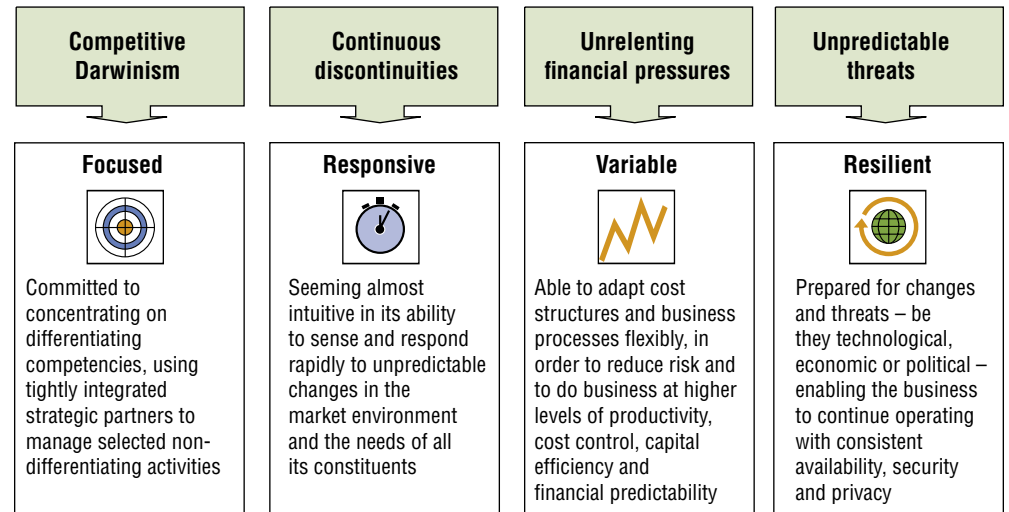 Competitive
Darwinism
Continuous
discontinuities
Unrelenting
financial pressures
Unpredictable
threats
Focused
Committed to
concentrating on
differentiating
competencies, using
tightly integrated
strategic partners to
manage selected non-
differentiating activities
Responsive
Seeming almost
intuitive in its ability
to sense and respond
rapidly to unpredictable
changes in the
market environment
and the needs of all
its constituents
Variable
Able to adapt cost
structures and business
processes flexibly, in
order to reduce risk and
to do business at higher
levels of productivity,
cost control, capital
efficiency and
financial predictability
Resilient
Prepared for changes
and threats – be
they technological,
economic or political –
enabling the business
to continue operating
with consistent
availability, security
and privacy